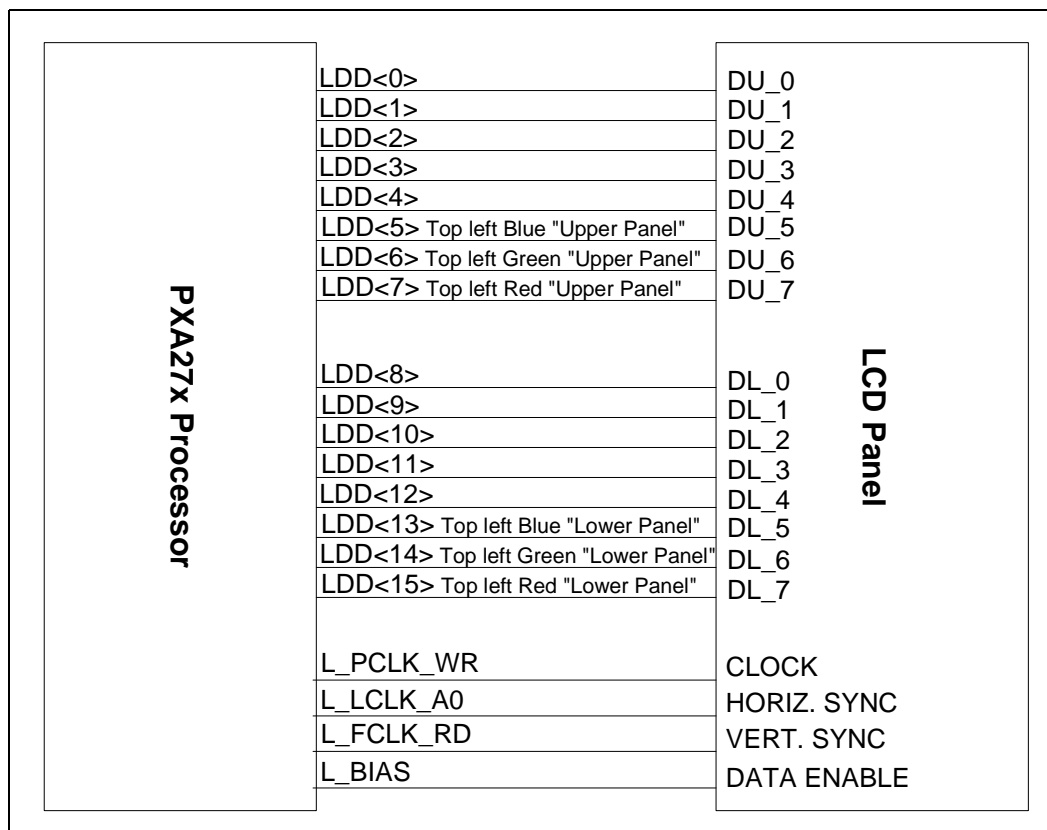 LDD<0> DU_0
LDD<1> DU_1
LDD<2> DU_2
LDD<3> DU_3
LDD<4> DU_4
LDD<5> Top left Blue "Upper Panel" DU_5
LDD<6> Top left Green "Upper Panel" DU_6
LDD<7> Top left Red "Upper Panel" DU_7
PXA27x Processor
LCD Panel
LDD<8> DL_0
LDD<9> DL_1
LDD<10> DL_2
LDD<11> DL_3
LDD<12> DL_4
LDD<13> Top left Blue "Lower Panel" DL_5
LDD<14> Top left Green "Lower Panel" DL_6
LDD<15> Top left Red "Lower Panel" DL_7
L_PCLK_WR CLOCK
L_LCLK_A0 HORIZ. SYNC
L_FCLK_RD VERT. SYNC
L_BIAS DATA ENABLE